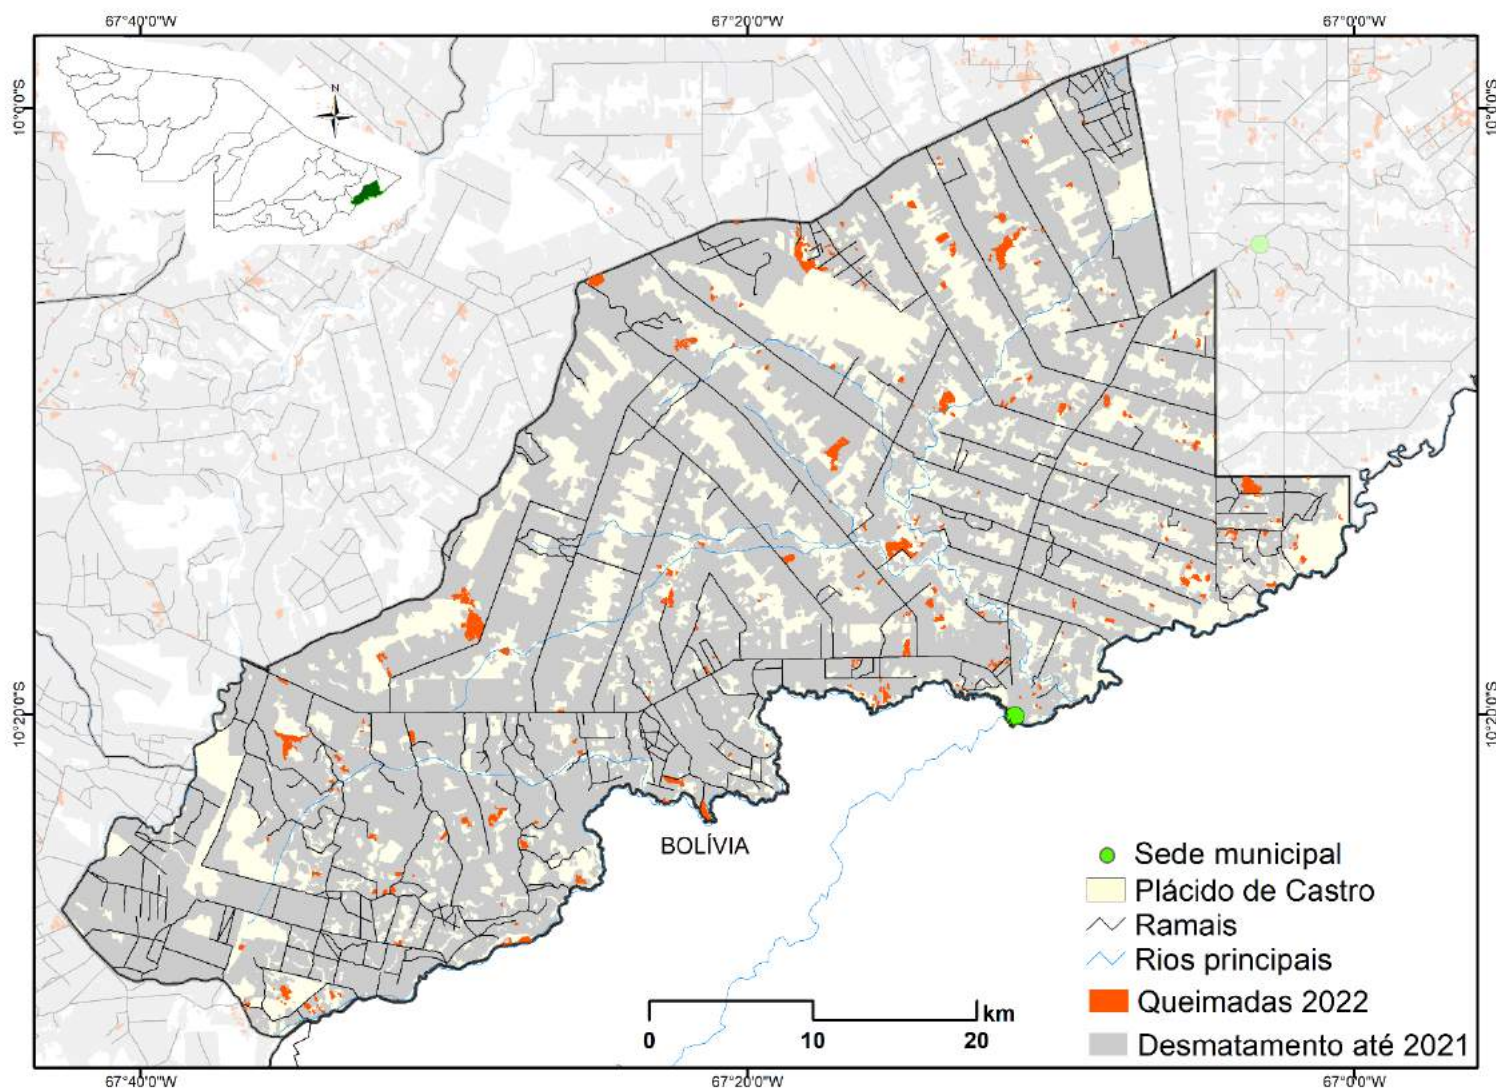 67°40'0"W
67°20'0"W
67°0'0"W
N
10°0'0"S
10°0'0"S
10°20'0"S
10°20'0"S
BOLÍVIA
Sede municipal
Plácido de Castro
Ramais
Rios principais
Queimadas 2022
Desmatamento até 2021
km
0 10 20
67°40'0"W
67°20'0"W
67°0'0"W